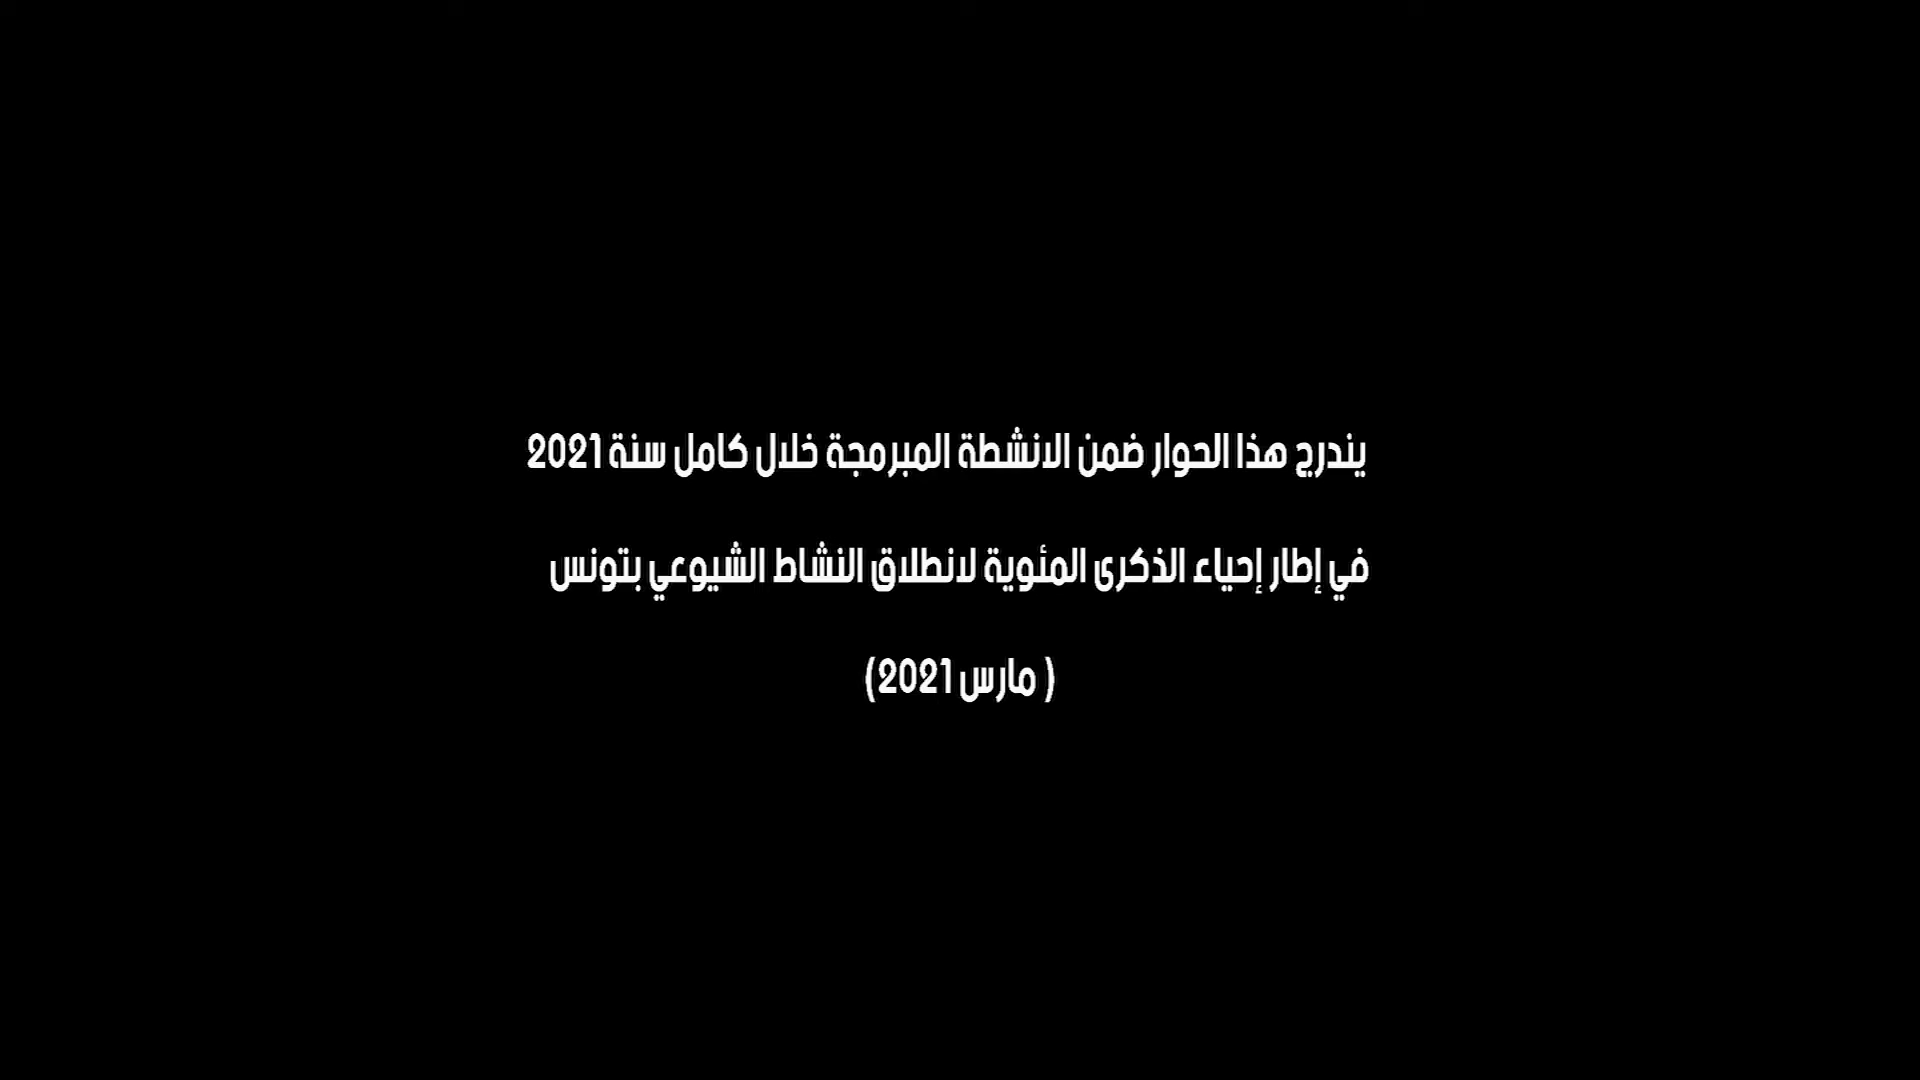 يندرج هذا الحوار ضمن الانشطة المبرمجة خلال كامل سنة 2021
في إطار إحياء الذكرى المئوية لانطلاق النشاط الشيوعي بتونس
( مارس 2021)